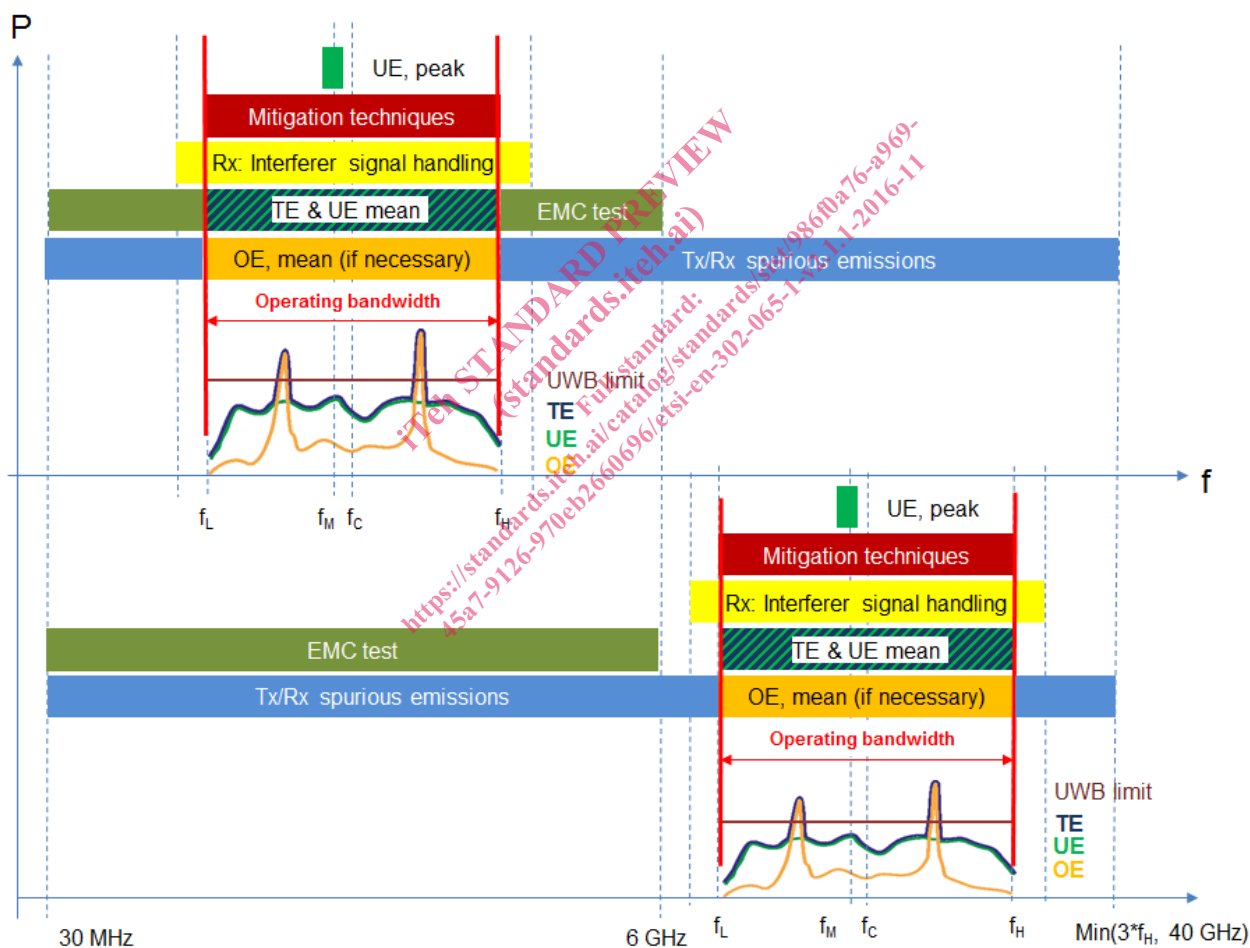 P
UE, peak
Mitigation techniques
Rx: Interferer signal handling
TE & UE mean
EMC test
OE, mean (if necessary)
Tx/Rx spurious emissions
Operating bandwidth
UWB limit
TE
UE
OE
f
fL
fM
fC
fH
UE, peak
Mitigation techniques
Rx: Interferer signal handling
EMC test
TE & UE mean
Tx/Rx spurious emissions
OE, mean (if necessary)
Operating bandwidth
UWB limit
TE
UE
OE
30 MHz
6 GHz
fL
fM
fC
fH
Min(3*fH, 40 GHz)
iTeh STANDARD PREVIEW
(standards.iteh.ai)
Full standard:
https://standards.iteh.ai/catalog/standards/sist/986f0a76-a969-
45a7-9126-970eb2660696/etsi-en-302-065-1-v2.1.1-2016-11